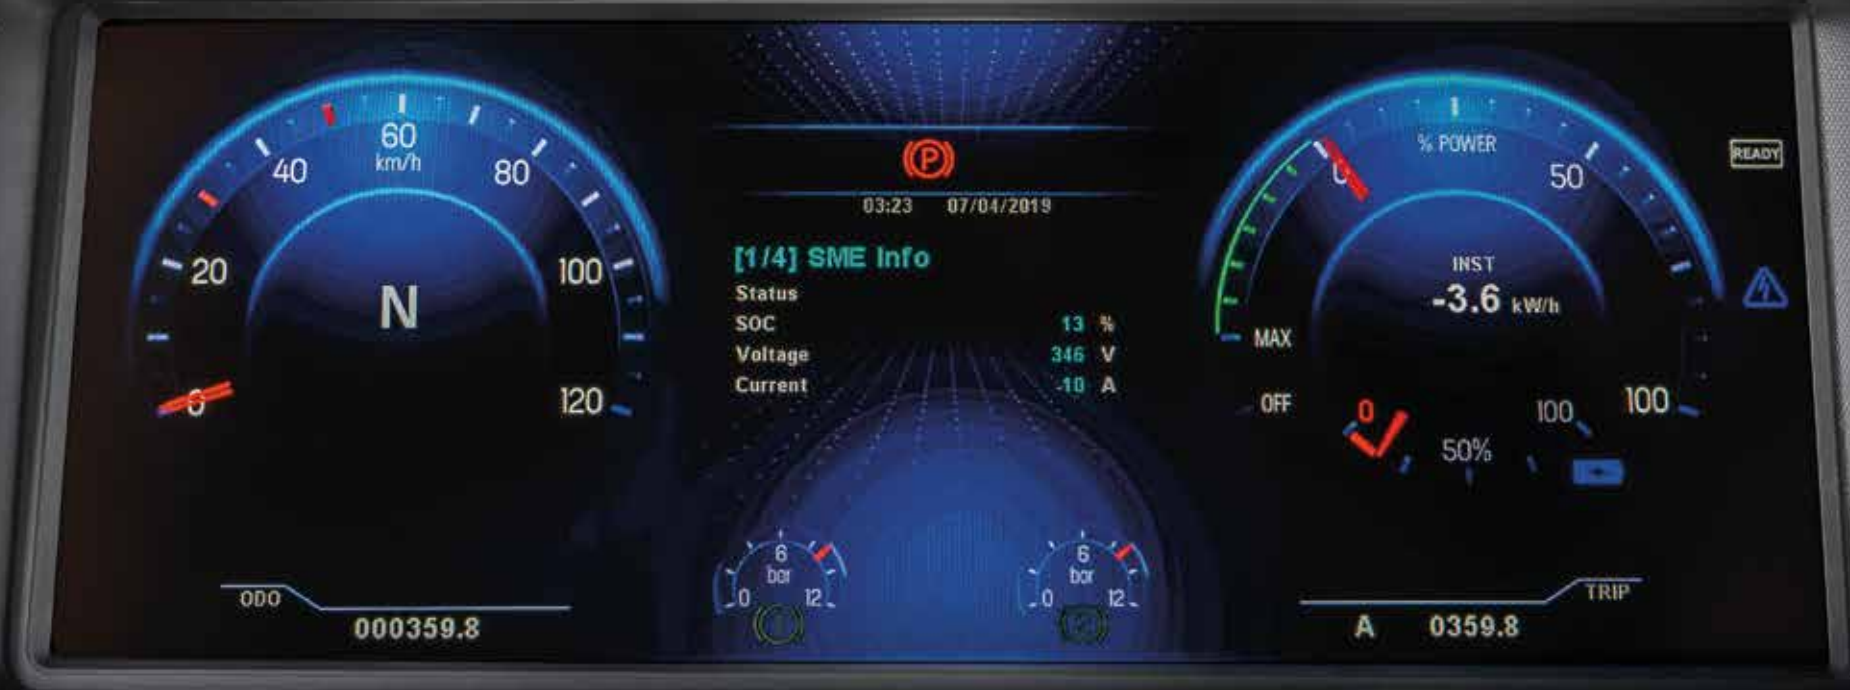 60
km/h
40
80
20
100
N
0
120
ODO
000359.8
P
03:23 07/04/2019
[1/4] SME Info
Status
SOC 13 %
Voltage 346 V
Current -10 A
6
bar
0 12
6
bar
0 12
% POWER
0 50
INST
-3.6 kW/h
MAX
OFF
100
0 100
50%
TRIP
A 0359.8
READY